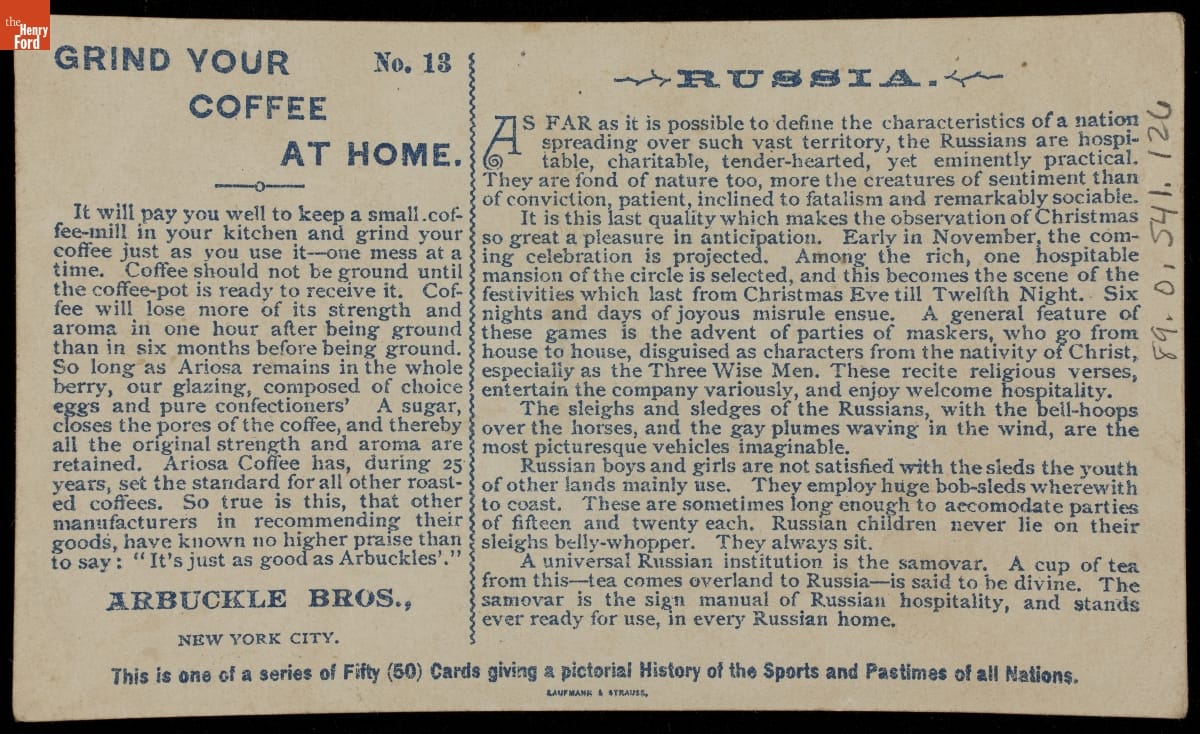 the
Henry
Ford
GRIND YOUR No. 13
COFFEE
AT HOME.
It will pay you well to keep a small cof-
fee-mill in your kitchen and grind your
coffee just as you use it—one mess at a
time. Coffee should not be ground until
the coffee-pot is ready to receive it. Cof-
fee will lose more of its strength and
aroma in one hour after being ground
than in six months before being ground.
So long as Ariosa remains in the whole
berry, our glazing, composed of choice
eggs and pure confectioners' A sugar,
closes the pores of the coffee, and thereby
all the original strength and aroma are
retained. Ariosa Coffee has, during 25
years, set the standard for all other roast-
ed coffees. So true is this, that other
manufacturers in recommending their
goods, have known no higher praise than
to say: "It's just as good as Arbuckles'."
ARBUCKLE BROS.,
NEW YORK CITY.
RUSSIA.
AS FAR as it is possible to define the characteristics of a nation
spreading over such vast territory, the Russians are hospi-
table, charitable, tender-hearted, yet eminently practical.
They are fond of nature too, more the creatures of sentiment than
of conviction, patient, inclined to fatalism and remarkably sociable.
It is this last quality which makes the observation of Christmas
so great a pleasure in anticipation. Early in November, the com-
ing celebration is projected. Among the rich, one hospitable
mansion of the circle is selected, and this becomes the scene of the
festivities which last from Christmas Eve till Twelfth Night. Six
nights and days of joyous misrule ensue. A general feature of
these games is the advent of parties of maskers, who go from
house to house, disguised as characters from the nativity of Christ,
especially as the Three Wise Men. These recite religious verses,
entertain the company variously, and enjoy welcome hospitality.
The sleighs and sledges of the Russians, with the bell-hoops
over the horses, and the gay plumes waving in the wind, are the
most picturesque vehicles imaginable.
Russian boys and girls are not satisfied with the sleds the youth
of other lands mainly use. They employ huge bob-sleds wherewith
to coast. These are sometimes long enough to accomodate parties
of fifteen and twenty each. Russian children never lie on their
sleighs belly-whopper. They always sit.
A universal Russian institution is the samovar. A cup of tea
from this—tea comes overland to Russia—is said to be divine. The
samovar is the sign manual of Russian hospitality, and stands
ever ready for use, in every Russian home.
89.0.541.126
This is one of a series of Fifty (50) Cards giving a pictorial History of the Sports and Pastimes of all Nations.
KAUFMANN & STRAUSS,